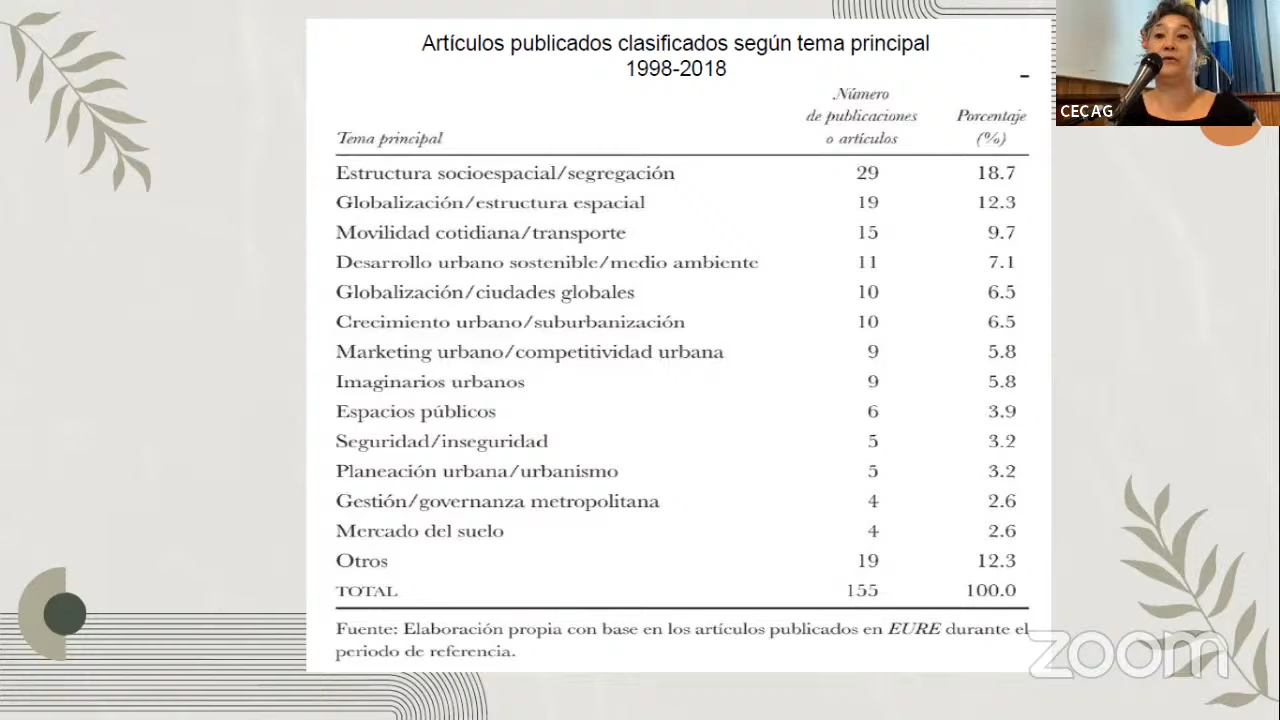 Artículos publicados clasificados según tema principal
1998-2018
Número
de publicaciones Porcentaje
Tema principal o artículos (%)
Estructura socioespacial/segregación 29 18.7
Globalización/estructura espacial 19 12.3
Movilidad cotidiana/transporte 15 9.7
Desarrollo urbano sostenible/medio ambiente 11 7.1
Globalización/ciudades globales 10 6.5
Crecimiento urbano/suburbanización 10 6.5
Marketing urbano/competitividad urbana 9 5.8
Imaginarios urbanos 9 5.8
Espacios públicos 6 3.9
Seguridad/inseguridad 5 3.2
Planeación urbana/urbanismo 5 3.2
Gestión/governanza metropolitana 4 2.6
Mercado del suelo 4 2.6
Otros 19 12.3
TOTAL 155 100.0
Fuente: Elaboración propia con base en los artículos publicados en EURE durante el
periodo de referencia.
CECAG
zoom